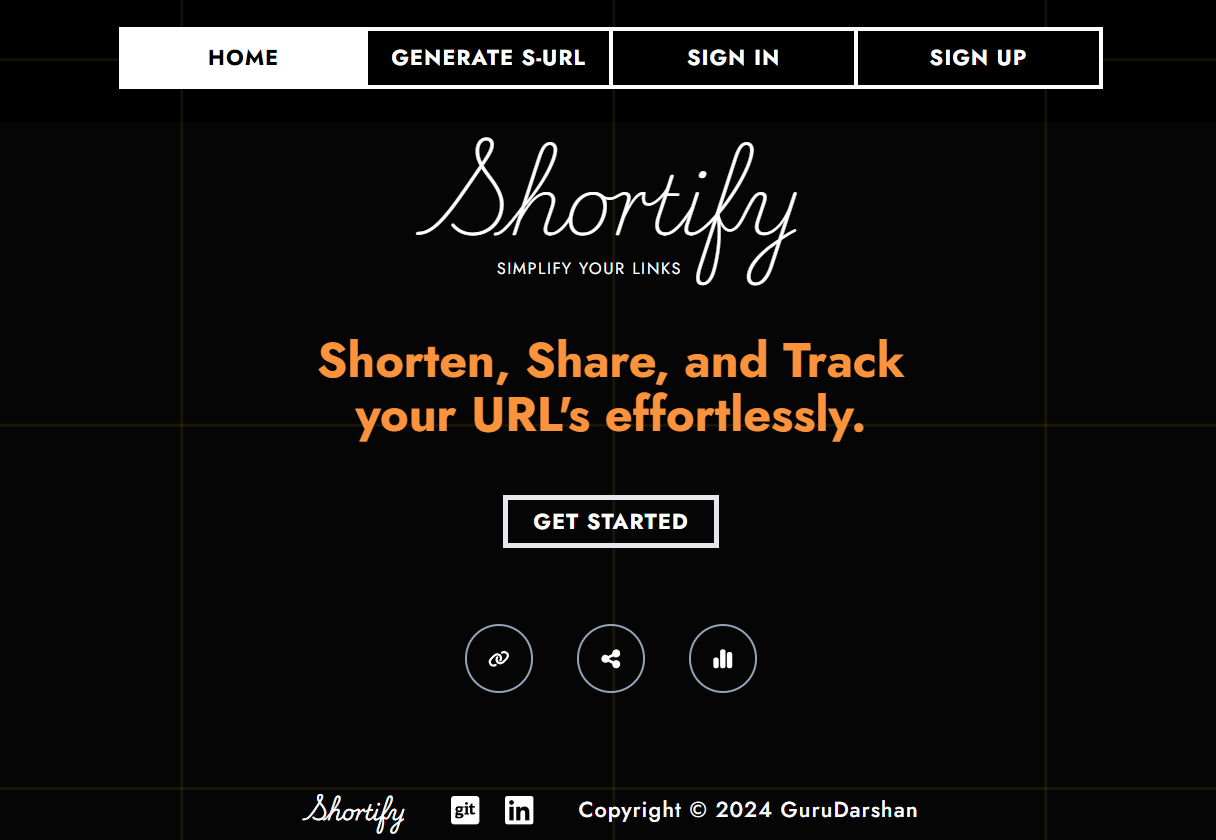 HOME GENERATE S-URL SIGN IN SIGN UP
Shortify
SIMPLIFY YOUR LINKS
Shorten, Share, and Track
your URL's effortlessly.
GET STARTED
Shortify git in Copyright © 2024 GuruDarshan